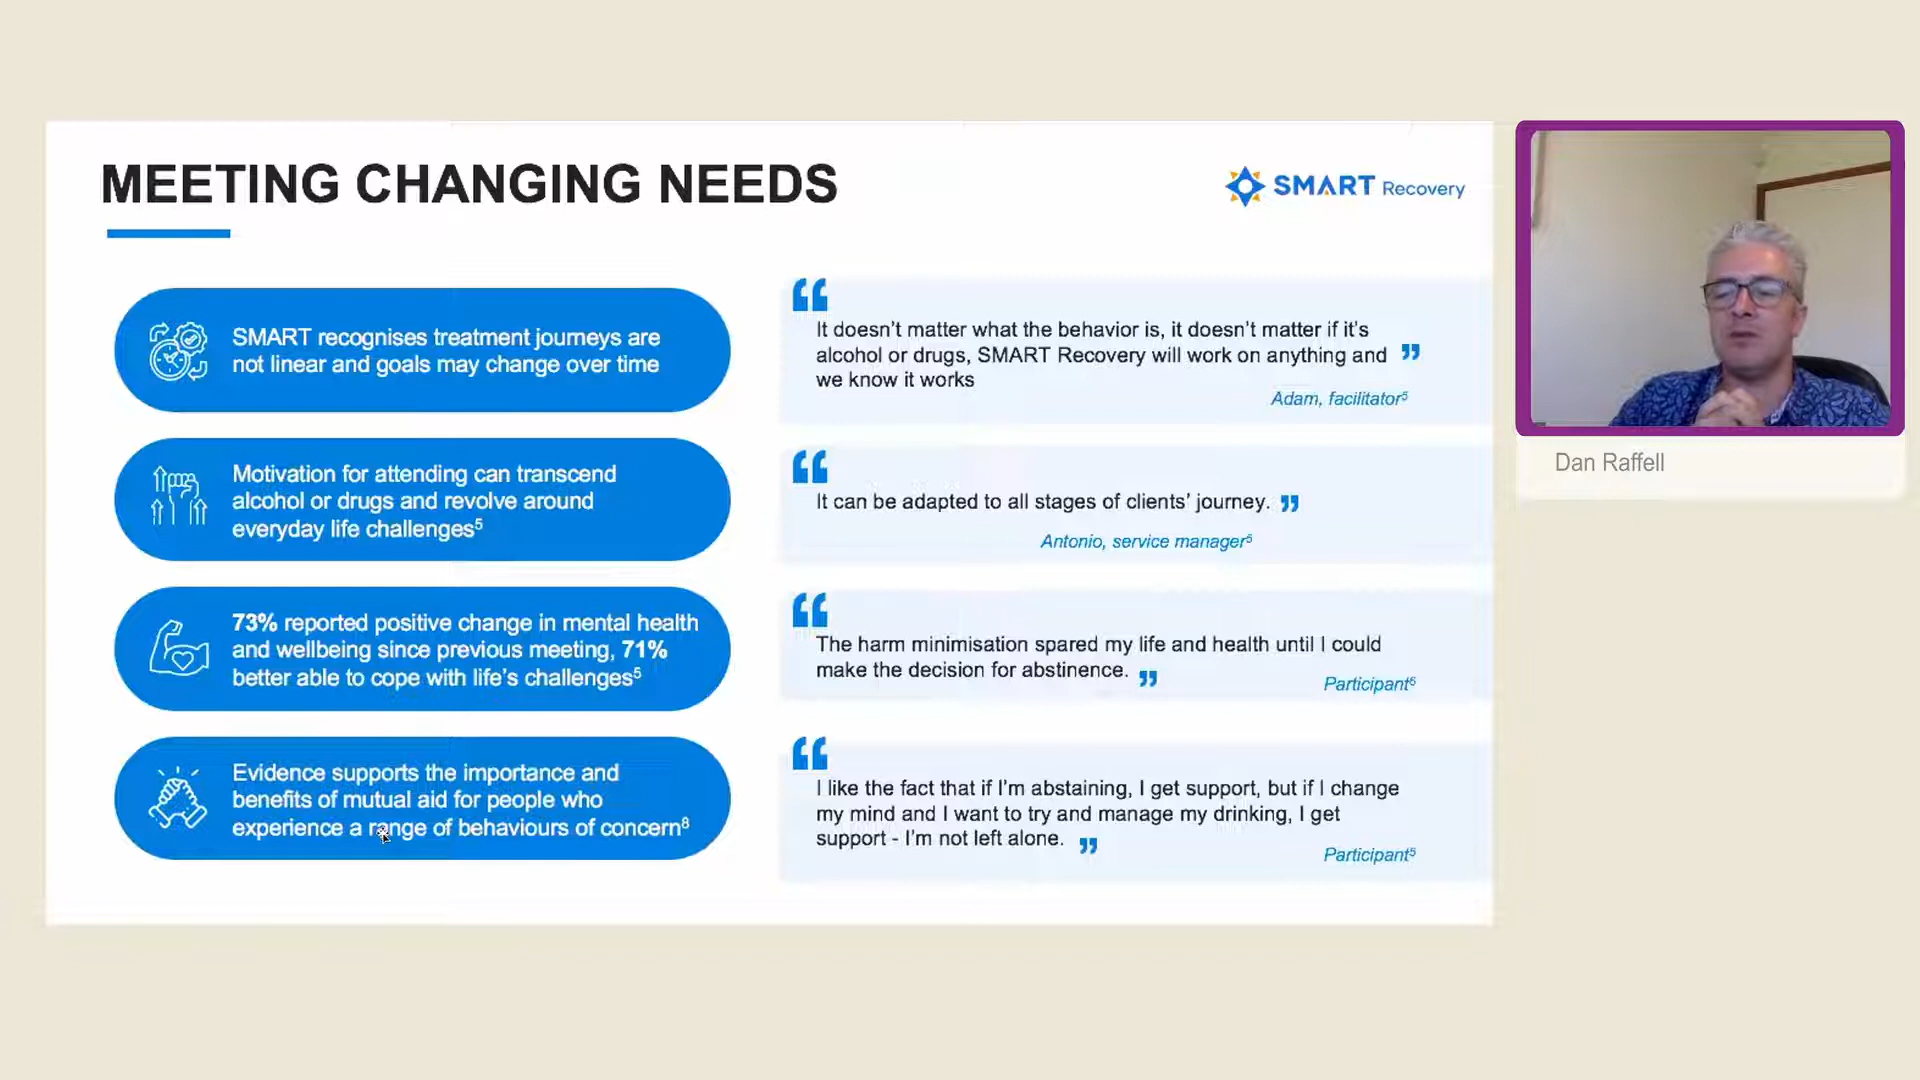 MEETING CHANGING NEEDS
SMART Recovery
SMART recognises treatment journeys are
not linear and goals may change over time
Motivation for attending can transcend
alcohol or drugs and revolve around
everyday life challenges⁵
73% reported positive change in mental health
and wellbeing since previous meeting, 71%
better able to cope with life's challenges⁵
Evidence supports the importance and
benefits of mutual aid for people who
experience a range of behaviours of concern⁸
“
It doesn't matter what the behavior is, it doesn't matter if it's
alcohol or drugs, SMART Recovery will work on anything and ”
we know it works
Adam, facilitator⁵
“
It can be adapted to all stages of clients' journey. ”
Antonio, service manager⁵
“
The harm minimisation spared my life and health until I could
make the decision for abstinence. ”
Participant⁶
“
I like the fact that if I'm abstaining, I get support, but if I change
my mind and I want to try and manage my drinking, I get
support - I'm not left alone. ”
Participant⁵
Dan Raffell